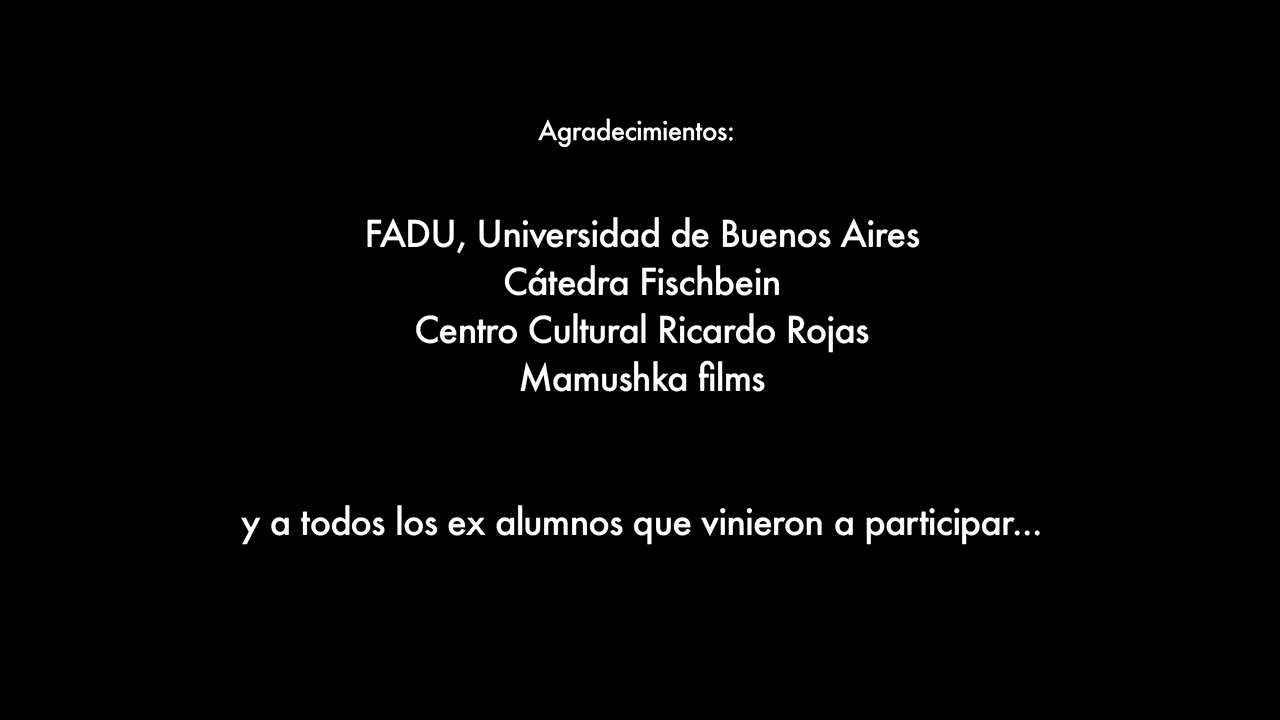 Agradecimientos:
FADU, Universidad de Buenos Aires
Cátedra Fischbein
Centro Cultural Ricardo Rojas
Mamushka films
y a todos los ex alumnos que vinieron a participar...